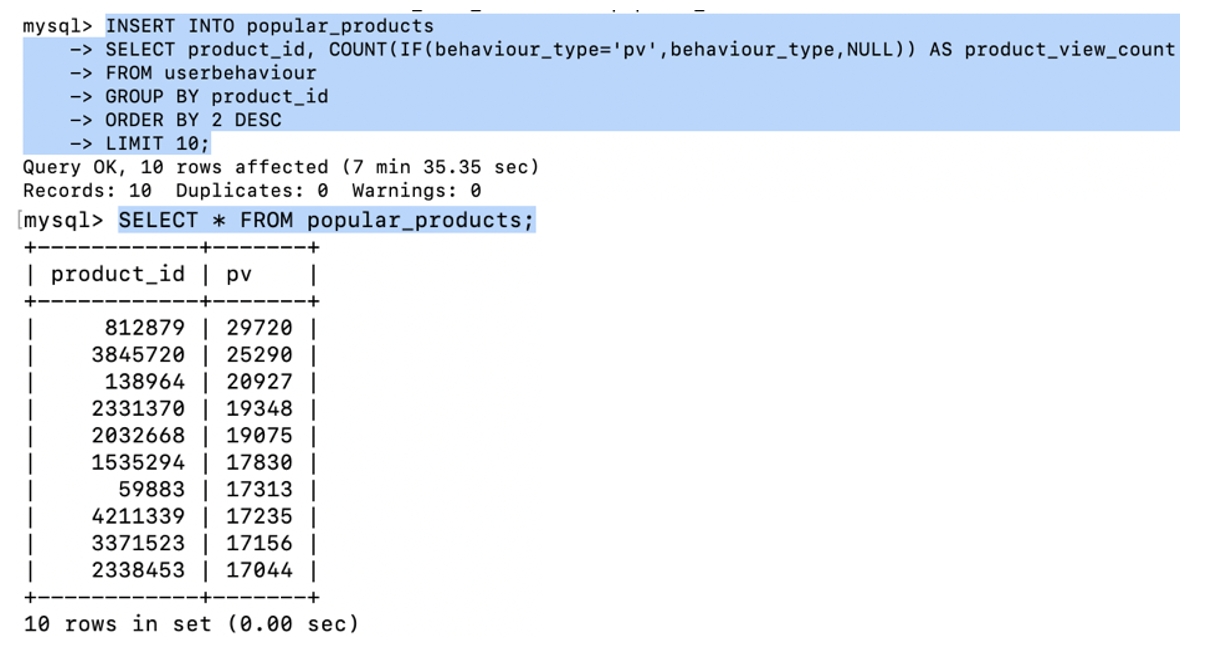 mysql> INSERT INTO popular_products
    -> SELECT product_id, COUNT(IF(behaviour_type='pv',behaviour_type,NULL)) AS product_view_count
    -> FROM userbehaviour
    -> GROUP BY product_id
    -> ORDER BY 2 DESC
    -> LIMIT 10;
Query OK, 10 rows affected (7 min 35.35 sec)
Records: 10  Duplicates: 0  Warnings: 0
[mysql> SELECT * FROM popular_products;
+------------+-------+
| product_id | pv    |
+------------+-------+
|     812879 | 29720 |
|    3845720 | 25290 |
|     138964 | 20927 |
|    2331370 | 19348 |
|    2032668 | 19075 |
|    1535294 | 17830 |
|      59883 | 17313 |
|    4211339 | 17235 |
|    3371523 | 17156 |
|    2338453 | 17044 |
+------------+-------+
10 rows in set (0.00 sec)